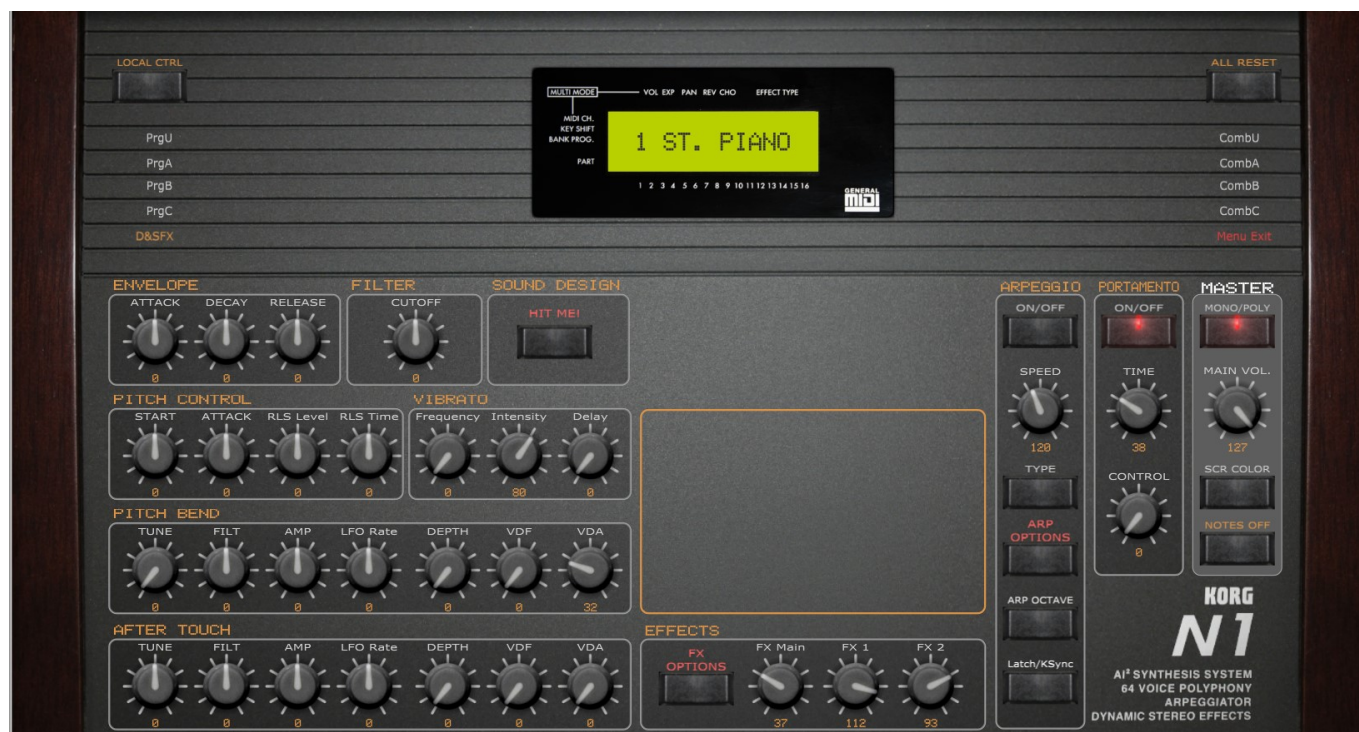 LOCAL CTRL
ALL RESET
MULTI MODE VOL EXP PAN REV CHO EFFECT TYPE
MIDI CH.
KEY SHIFT
BANK PROG.
PART
1 ST. PIANO
1 2 3 4 5 6 7 8 9 10 11 12 13 14 15 16
GENERAL
MIDI
PrgU
PrgA
PrgB
PrgC
D&SFX
CombU
CombA
CombB
CombC
Menu Exit
ENVELOPE
ATTACK DECAY RELEASE
0 0 0
FILTER
CUTOFF
0
SOUND DESIGN
HIT ME!
PITCH CONTROL
START ATTACK RLS Level RLS Time
0 0 0 0
VIBRATO
Frequency Intensity Delay
0 80 0
PITCH BEND
TUNE FILT AMP LFO Rate DEPTH VDF VDA
0 0 0 0 0 0 32
AFTER TOUCH
TUNE FILT AMP LFO Rate DEPTH VDF VDA
0 0 0 0 0 0 0
EFFECTS
FX
OPTIONS
FX Main FX 1 FX 2
37 112 93
ARPEGGIO
ON/OFF
SPEED
120
TYPE
ARP
OPTIONS
ARP OCTAVE
Latch/KSync
PORTAMENTO
ON/OFF
TIME
38
CONTROL
0
MASTER
MONO/POLY
MAIN VOL.
127
SCR COLOR
NOTES OFF
KORG
N1
AI² SYNTHESIS SYSTEM
64 VOICE POLYPHONY
ARPEGGIATOR
DYNAMIC STEREO EFFECTS